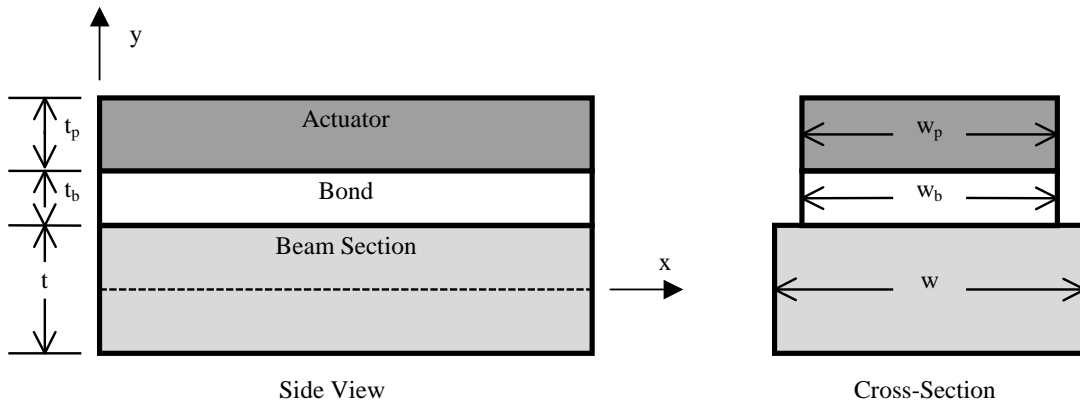 y
Actuator
t_p
w_p
Bond
t_b
w_b
Beam Section
t
x
w
Side View
Cross-Section